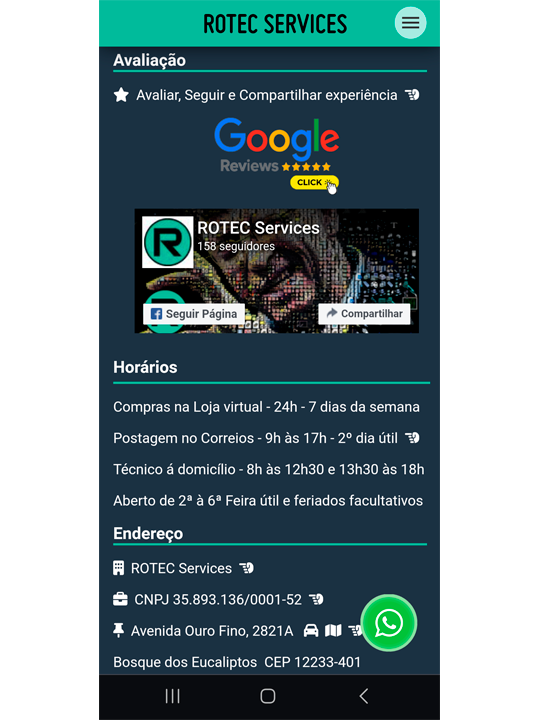 ROTEC SERVICES
Avaliação
Avaliar, Seguir e Compartilhar experiência
Google
Reviews
CLICK
R
ROTEC Services
158 seguidores
Seguir Página
Compartilhar
Horários
Compras na Loja virtual - 24h - 7 dias da semana
Postagem no Correios - 9h às 17h - 2º dia útil
Técnico á domicílio - 8h às 12h30 e 13h30 às 18h
Aberto de 2ª à 6ª Feira útil e feriados facultativos
Endereço
ROTEC Services
CNPJ 35.893.136/0001-52
Avenida Ouro Fino, 2821A
Bosque dos Eucaliptos CEP 12233-401